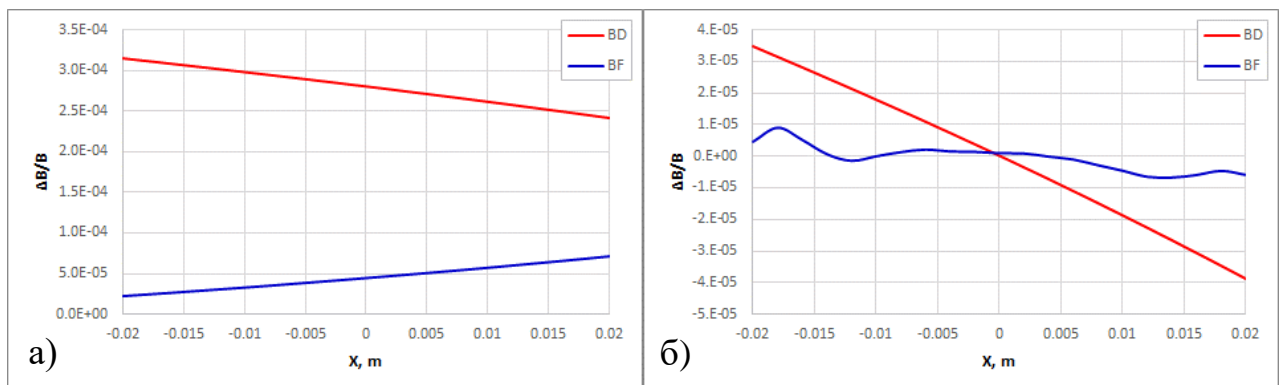 3.5E-04
3.0E-04
2.5E-04
2.0E-04
1.5E-04
1.0E-04
5.0E-05
0.0E+00
ΔB/B
BD
BF
-0.02 -0.015 -0.01 -0.005 0 0.005 0.01 0.015 0.02
X, m
а)
4.E-05
3.E-05
2.E-05
1.E-05
0.E+00
-1.E-05
-2.E-05
-3.E-05
-4.E-05
-5.E-05
ΔB/B
BD
BF
-0.02 -0.015 -0.01 -0.005 0 0.005 0.01 0.015 0.02
X, m
б)